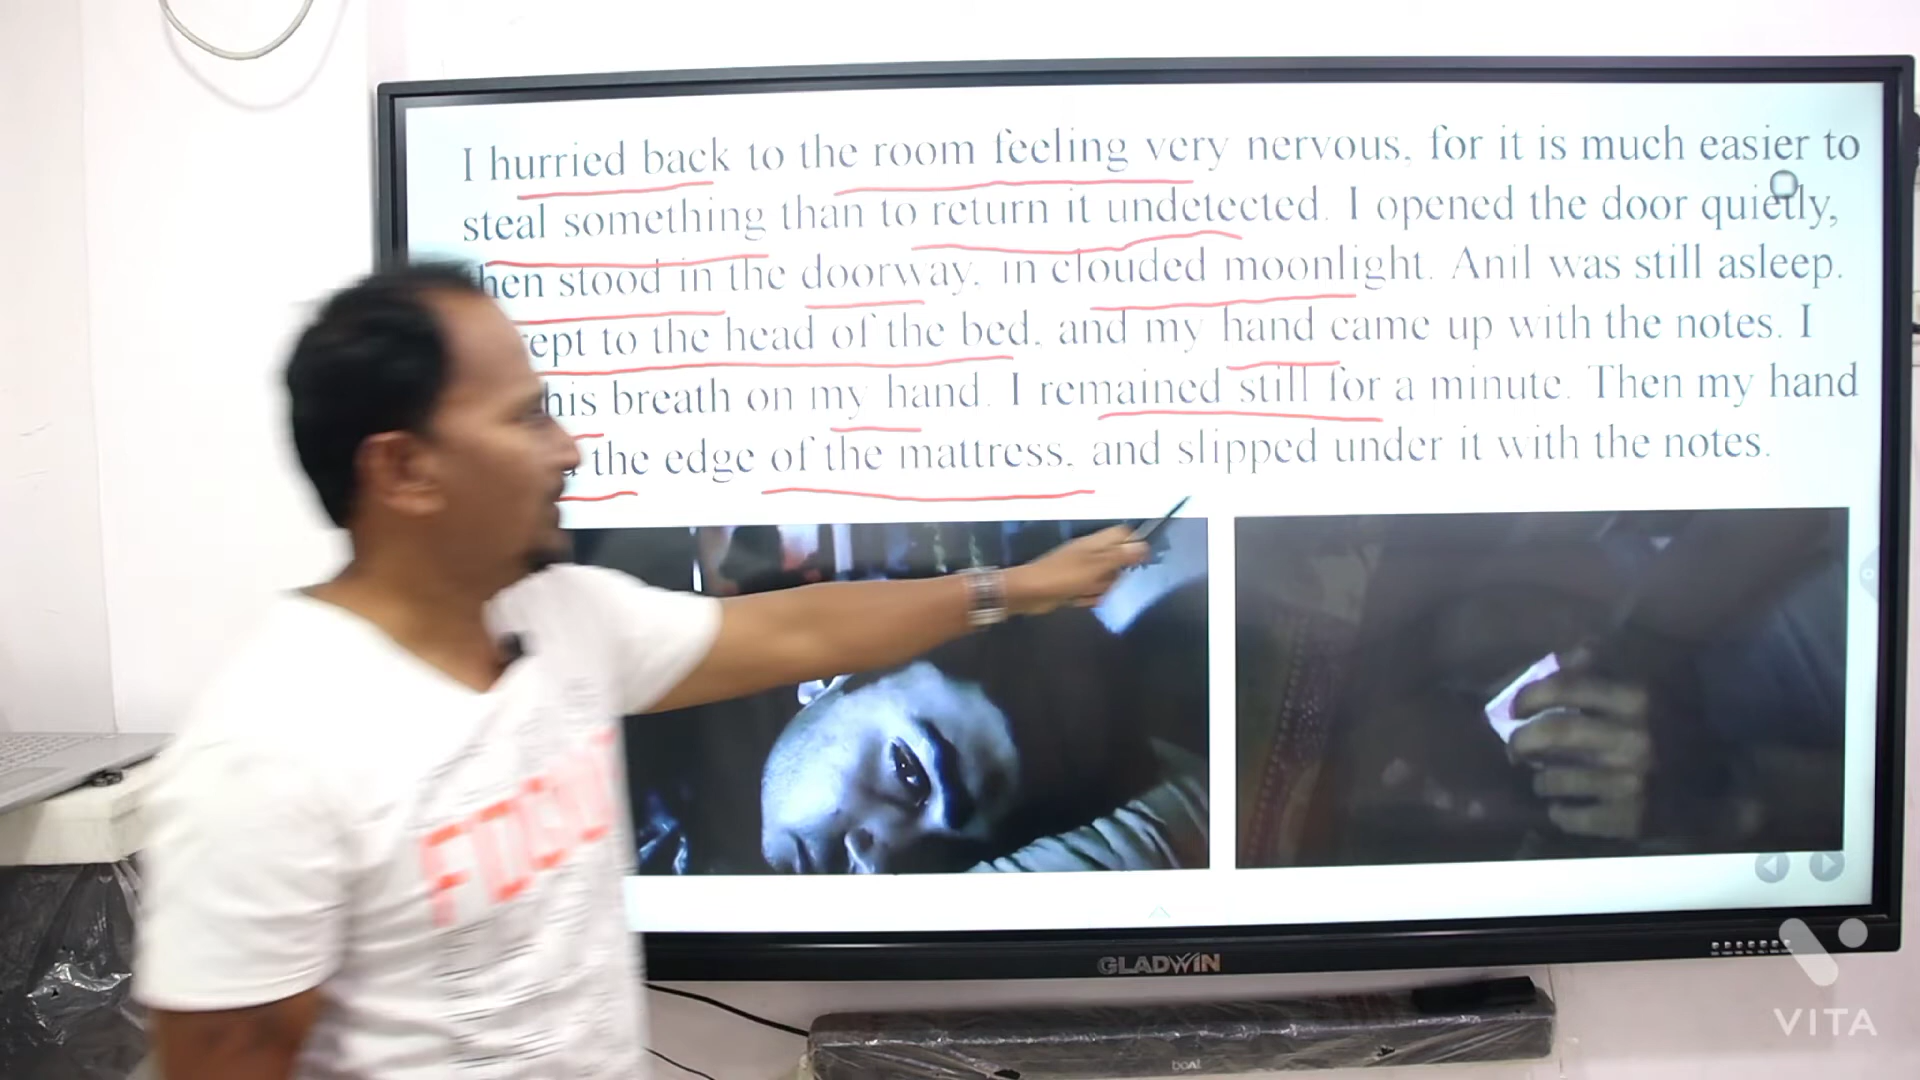 I hurried back to the room feeling very nervous, for it is much easier to
steal something than to return it undetected. I opened the door quietly,
hen stood in the doorway, in clouded moonlight. Anil was still asleep.
ept to the head of the bed, and my hand came up with the notes. I
his breath on my hand. I remained still for a minute. Then my hand
the edge of the mattress, and slipped under it with the notes.
GLADWIN
boAt
VITA